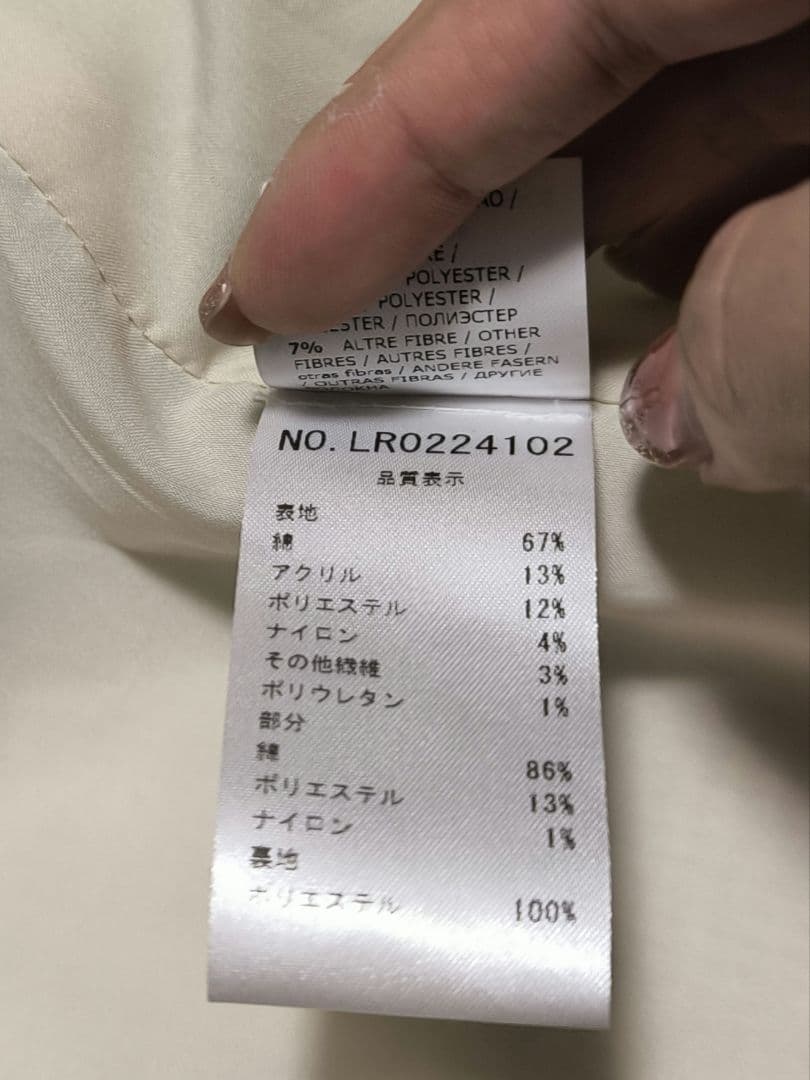 AO /
POLYESTER /
POLYESTER /
ESTER / ПОЛИЭСТЕР
7% ALTRE FIBRE / OTHER
FIBRES / AUTRES FIBRES /
otras fibras / ANDERE FASERN
/ OUTRAS FIBRAS / ДРУГИЕ
NO. LR0224102
品質表示
表地
綿 67%
アクリル 13%
ポリエステル 12%
ナイロン 4%
その他繊維 3%
ポリウレタン 1%
部分
綿 86%
ポリエステル 13%
ナイロン 1%
裏地
ポリエステル 100%